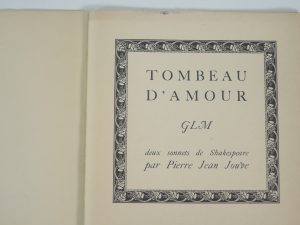 TOMBEAU
D'AMOUR
GLM
deux sonnets de Shakespeare
par Pierre Jean Jouve